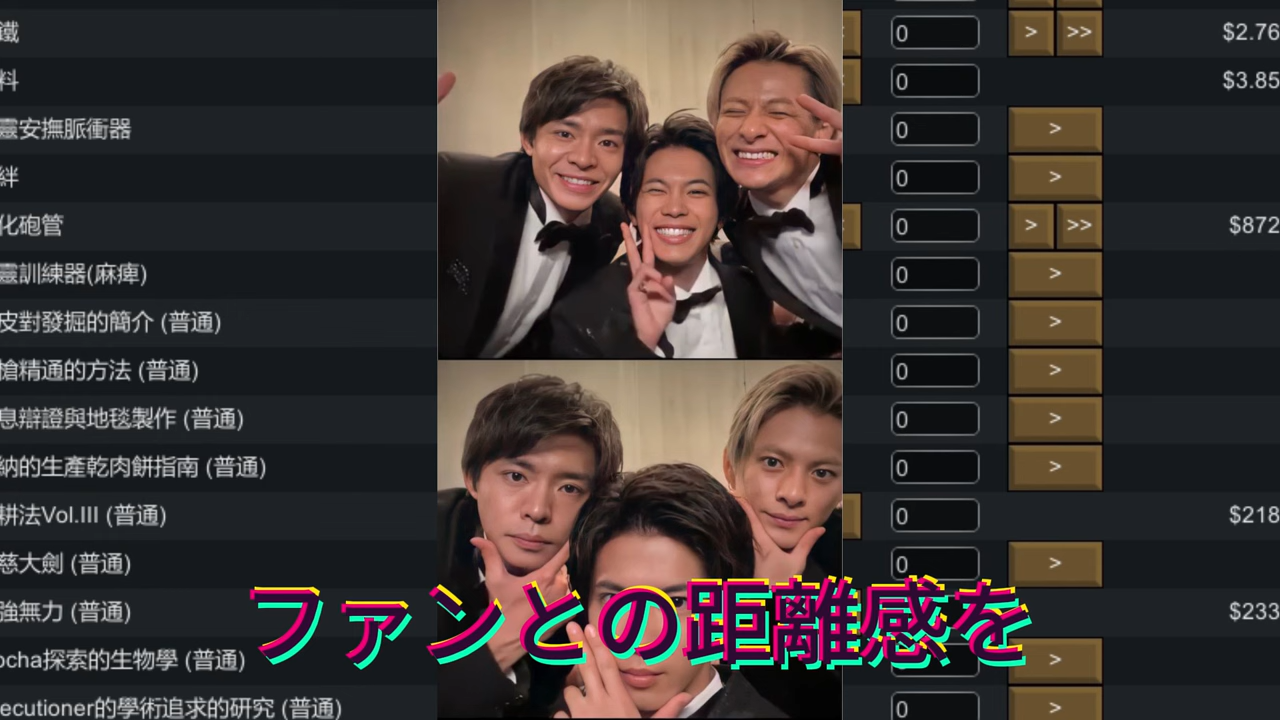 鐵 0 > >> $2.76
料 0 $3.85
靈安撫脈衝器 0 >
絆 0 >
化砲管 0 > >> $872
靈訓練器(麻痺) 0 >
皮對發掘的簡介 (普通) 0 >
槍精通的方法 (普通) 0 >
息辯證與地毯製作 (普通) 0 >
納的生產乾肉餅指南 (普通) 0 >
耕法Vol.III (普通) 0 $218
慈大劍 (普通) 0 >
強無力 (普通) $233
ファンとの距離感を
ocha探索的生物學 (普通) >
ecutioner的學術追求的研究 (普通) 0 >